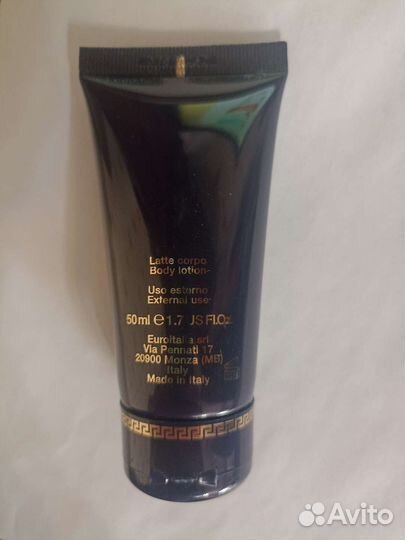 Latte corpo
Body lotion
Uso esterno
External use
50ml e 1.7 US Fl.Oz
Euroitalia srl
Via Pennati 17
20900 Monza (MB)
Italy
Made in Italy
Avito